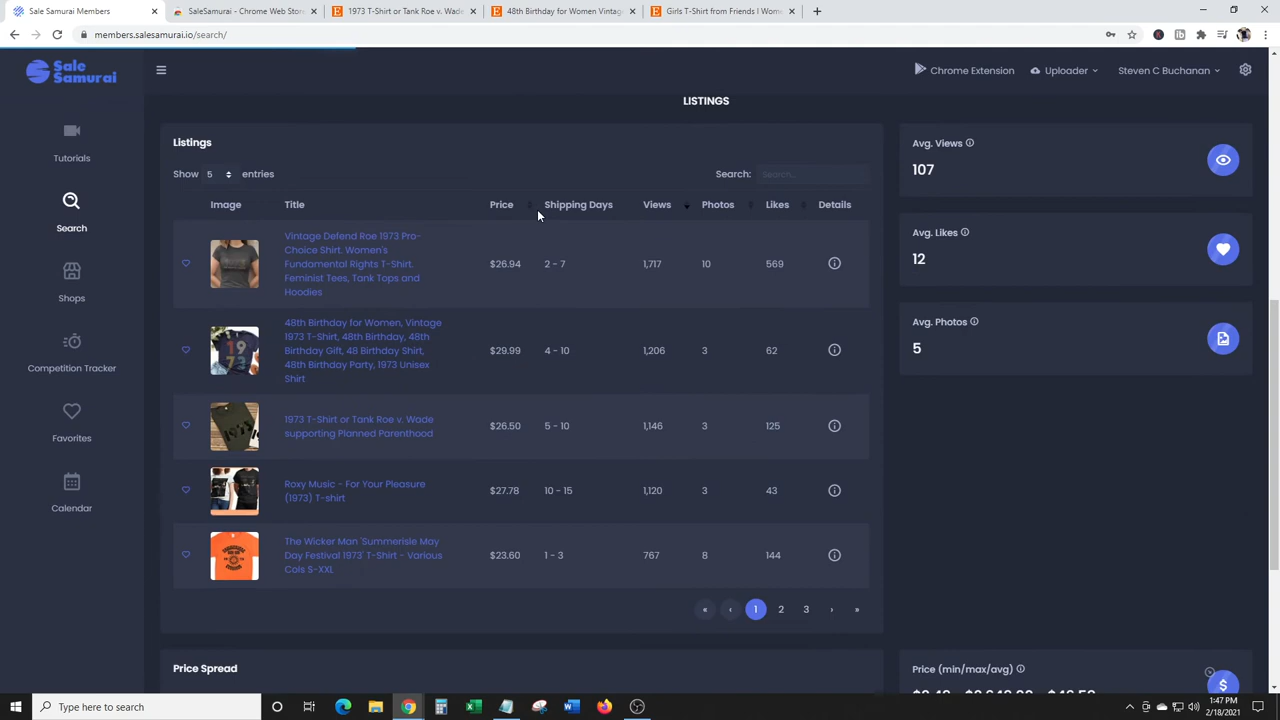 Sale Samurai Members
SaleSamurai - Chrome Web Store
1973 T-Shirt or Tank Roe v. Wade
48th Birthday for Women Vintage
Girls T-Shirt from Friends I Wome
members.salesamurai.io/search/
Sale
Samurai
Chrome Extension
Uploader
Steven C Buchanan
Tutorials
Search
Shops
Competition Tracker
Favorites
Calendar
LISTINGS
Listings
Show 5 entries
Search: Search...
Image Title Price Shipping Days Views Photos Likes Details
Vintage Defend Roe 1973 Pro-
Choice Shirt. Women's
Fundomental Rights T-Shirt.
Feminist Tees, Tank Tops and
Hoodies
$26.94 2 - 7 1,717 10 569
48th Birthday for Women, Vintage
1973 T-Shirt, 48th Birthday, 48th
Birthday Gift, 48 Birthday Shirt,
48th Birthday Party, 1973 Unisex
Shirt
$29.99 4 - 10 1,206 3 62
1973 T-Shirt or Tank Roe v. Wade
supporting Planned Parenthood
$26.50 5 - 10 1,146 3 125
Roxy Music - For Your Pleasure
(1973) T-shirt
$27.78 10 - 15 1,120 3 43
The Wicker Man 'Summerisle May
Day Festival 1973' T-Shirt - Various
Cols S-XXL
$23.60 1 - 3 767 8 144
« ‹ 1 2 3 › »
Avg. Views
107
Avg. Likes
12
Avg. Photos
5
Price Spread
Price (min/max/avg)
$
Type here to search
1:47 PM
2/18/2021